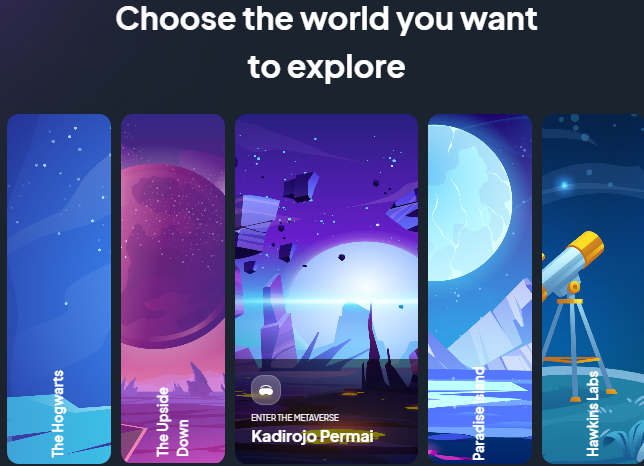 Choose the world you want
to explore
The Hogwarts
The Upside
Down
ENTER THE METAVERSE
Kadirojo Permai
Paradise Island
Hawkins Labs